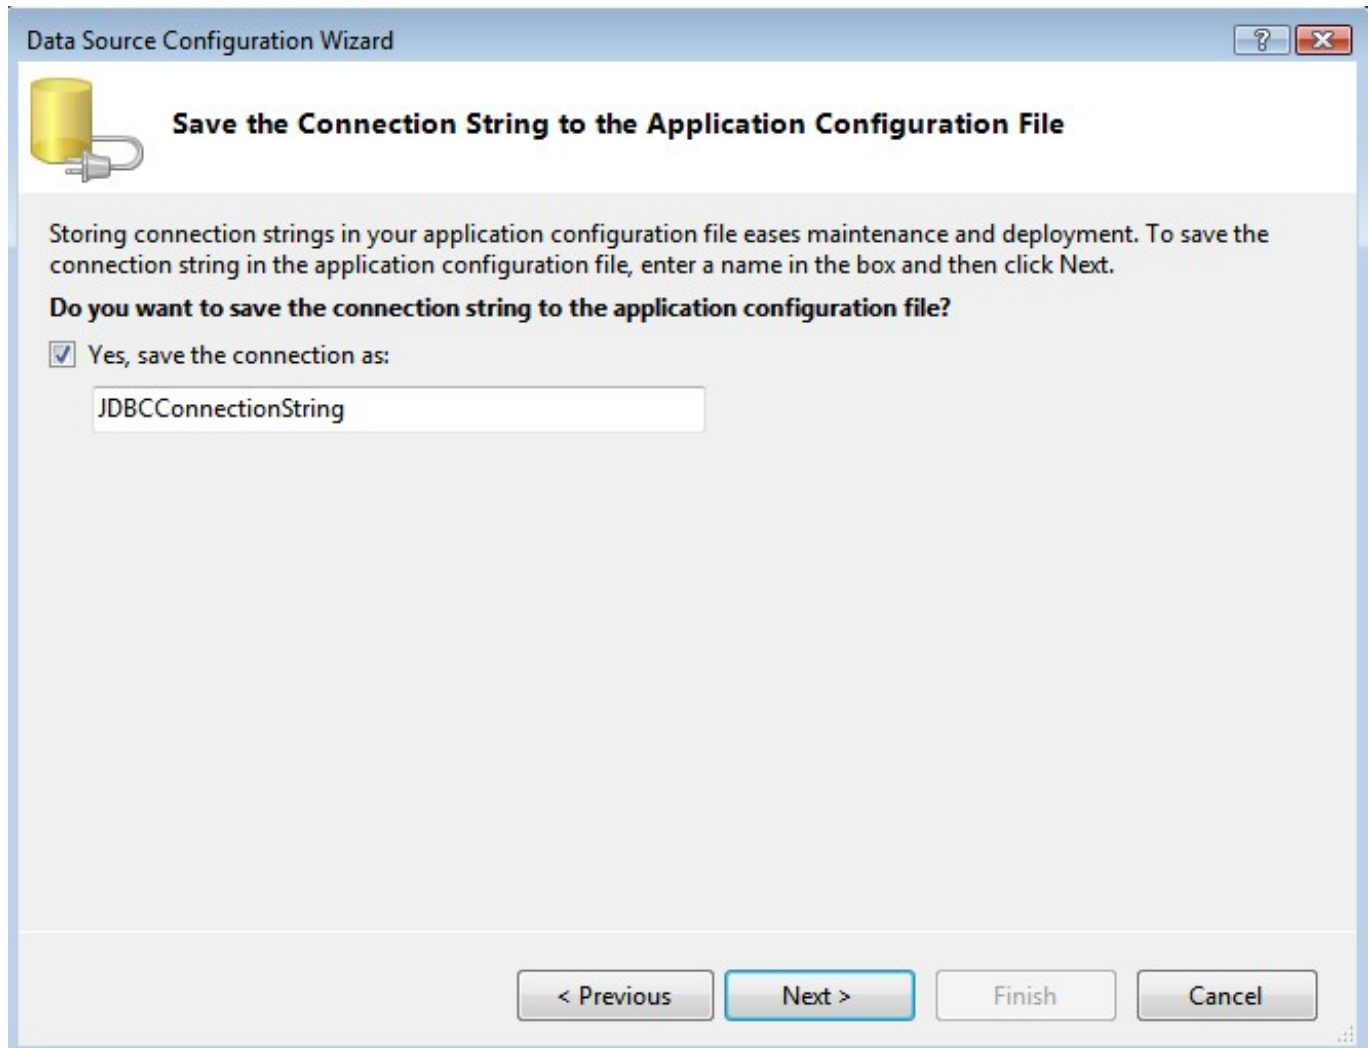 Data Source Configuration Wizard
?
Save the Connection String to the Application Configuration File
Storing connection strings in your application configuration file eases maintenance and deployment. To save the
connection string in the application configuration file, enter a name in the box and then click Next.
Do you want to save the connection string to the application configuration file?
Yes, save the connection as:
JDBCConnectionString
< Previous
Next >
Finish
Cancel